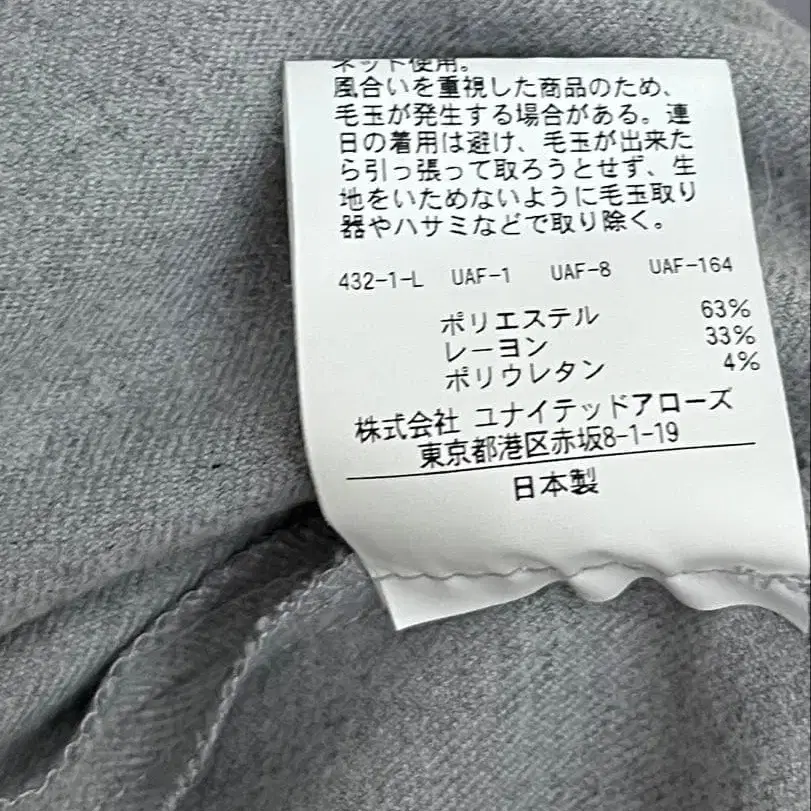 ネット使用。
風合いを重視した商品のため、
毛玉が発生する場合がある。連
日の着用は避け、毛玉が出来た
ら引っ張って取ろうとせず、生
地をいためないように毛玉取り
器やハサミなどで取り除く。
432-1-L UAF-1 UAF-8 UAF-164
ポリエステル 63%
レーヨン 33%
ポリウレタン 4%
株式会社 ユナイテッドアローズ
東京都港区赤坂8-1-19
日本製